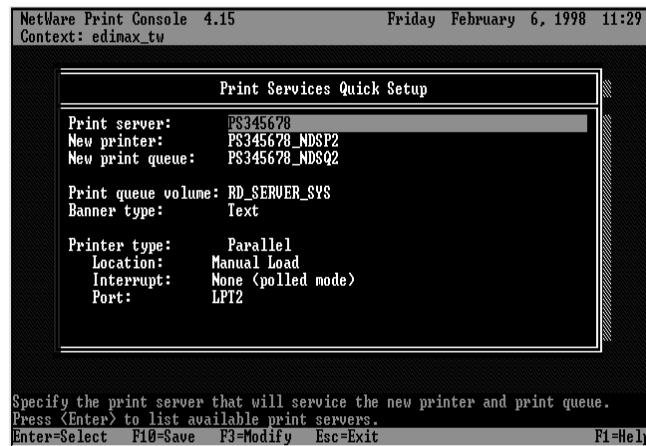 NetWare Print Console 4.15 Friday February 6, 1998 11:29
Context: edimax_tw
Print Services Quick Setup
Print server: PS345678
New printer: PS345678_NDSP2
New print queue: PS345678_NDSQ2
Print queue volume: RD_SERVER_SYS
Banner type: Text
Printer type: Parallel
Location: Manual Load
Interrupt: None (polled mode)
Port: LPT2
Specify the print server that will service the new printer and print queue.
Press <Enter> to list available print servers.
Enter=Select F10=Save F3=Modify Esc=Exit F1=Help